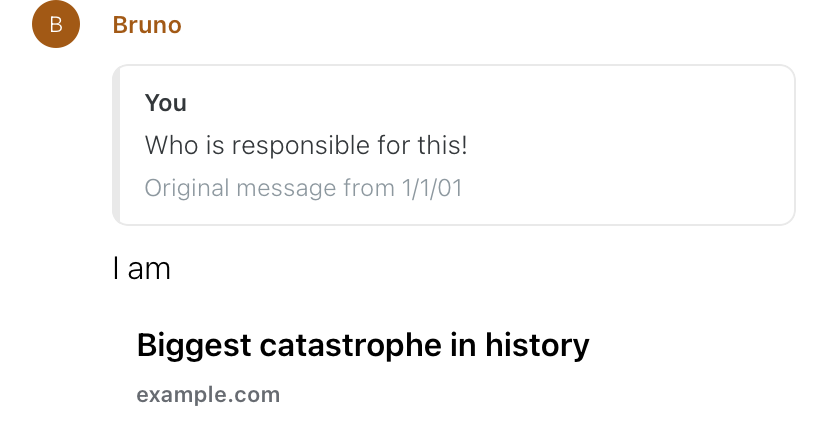 B
Bruno
You
Who is responsible for this!
Original message from 1/1/01
I am
Biggest catastrophe in history
example.com